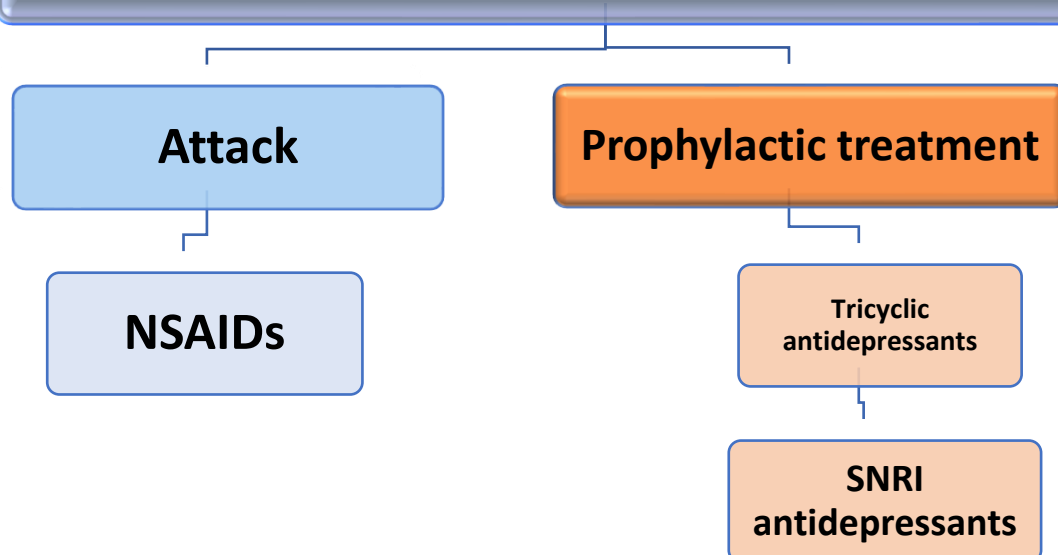 Attack
Prophylactic treatment
NSAIDs
Tricyclic
antidepressants
SNRI
antidepressants